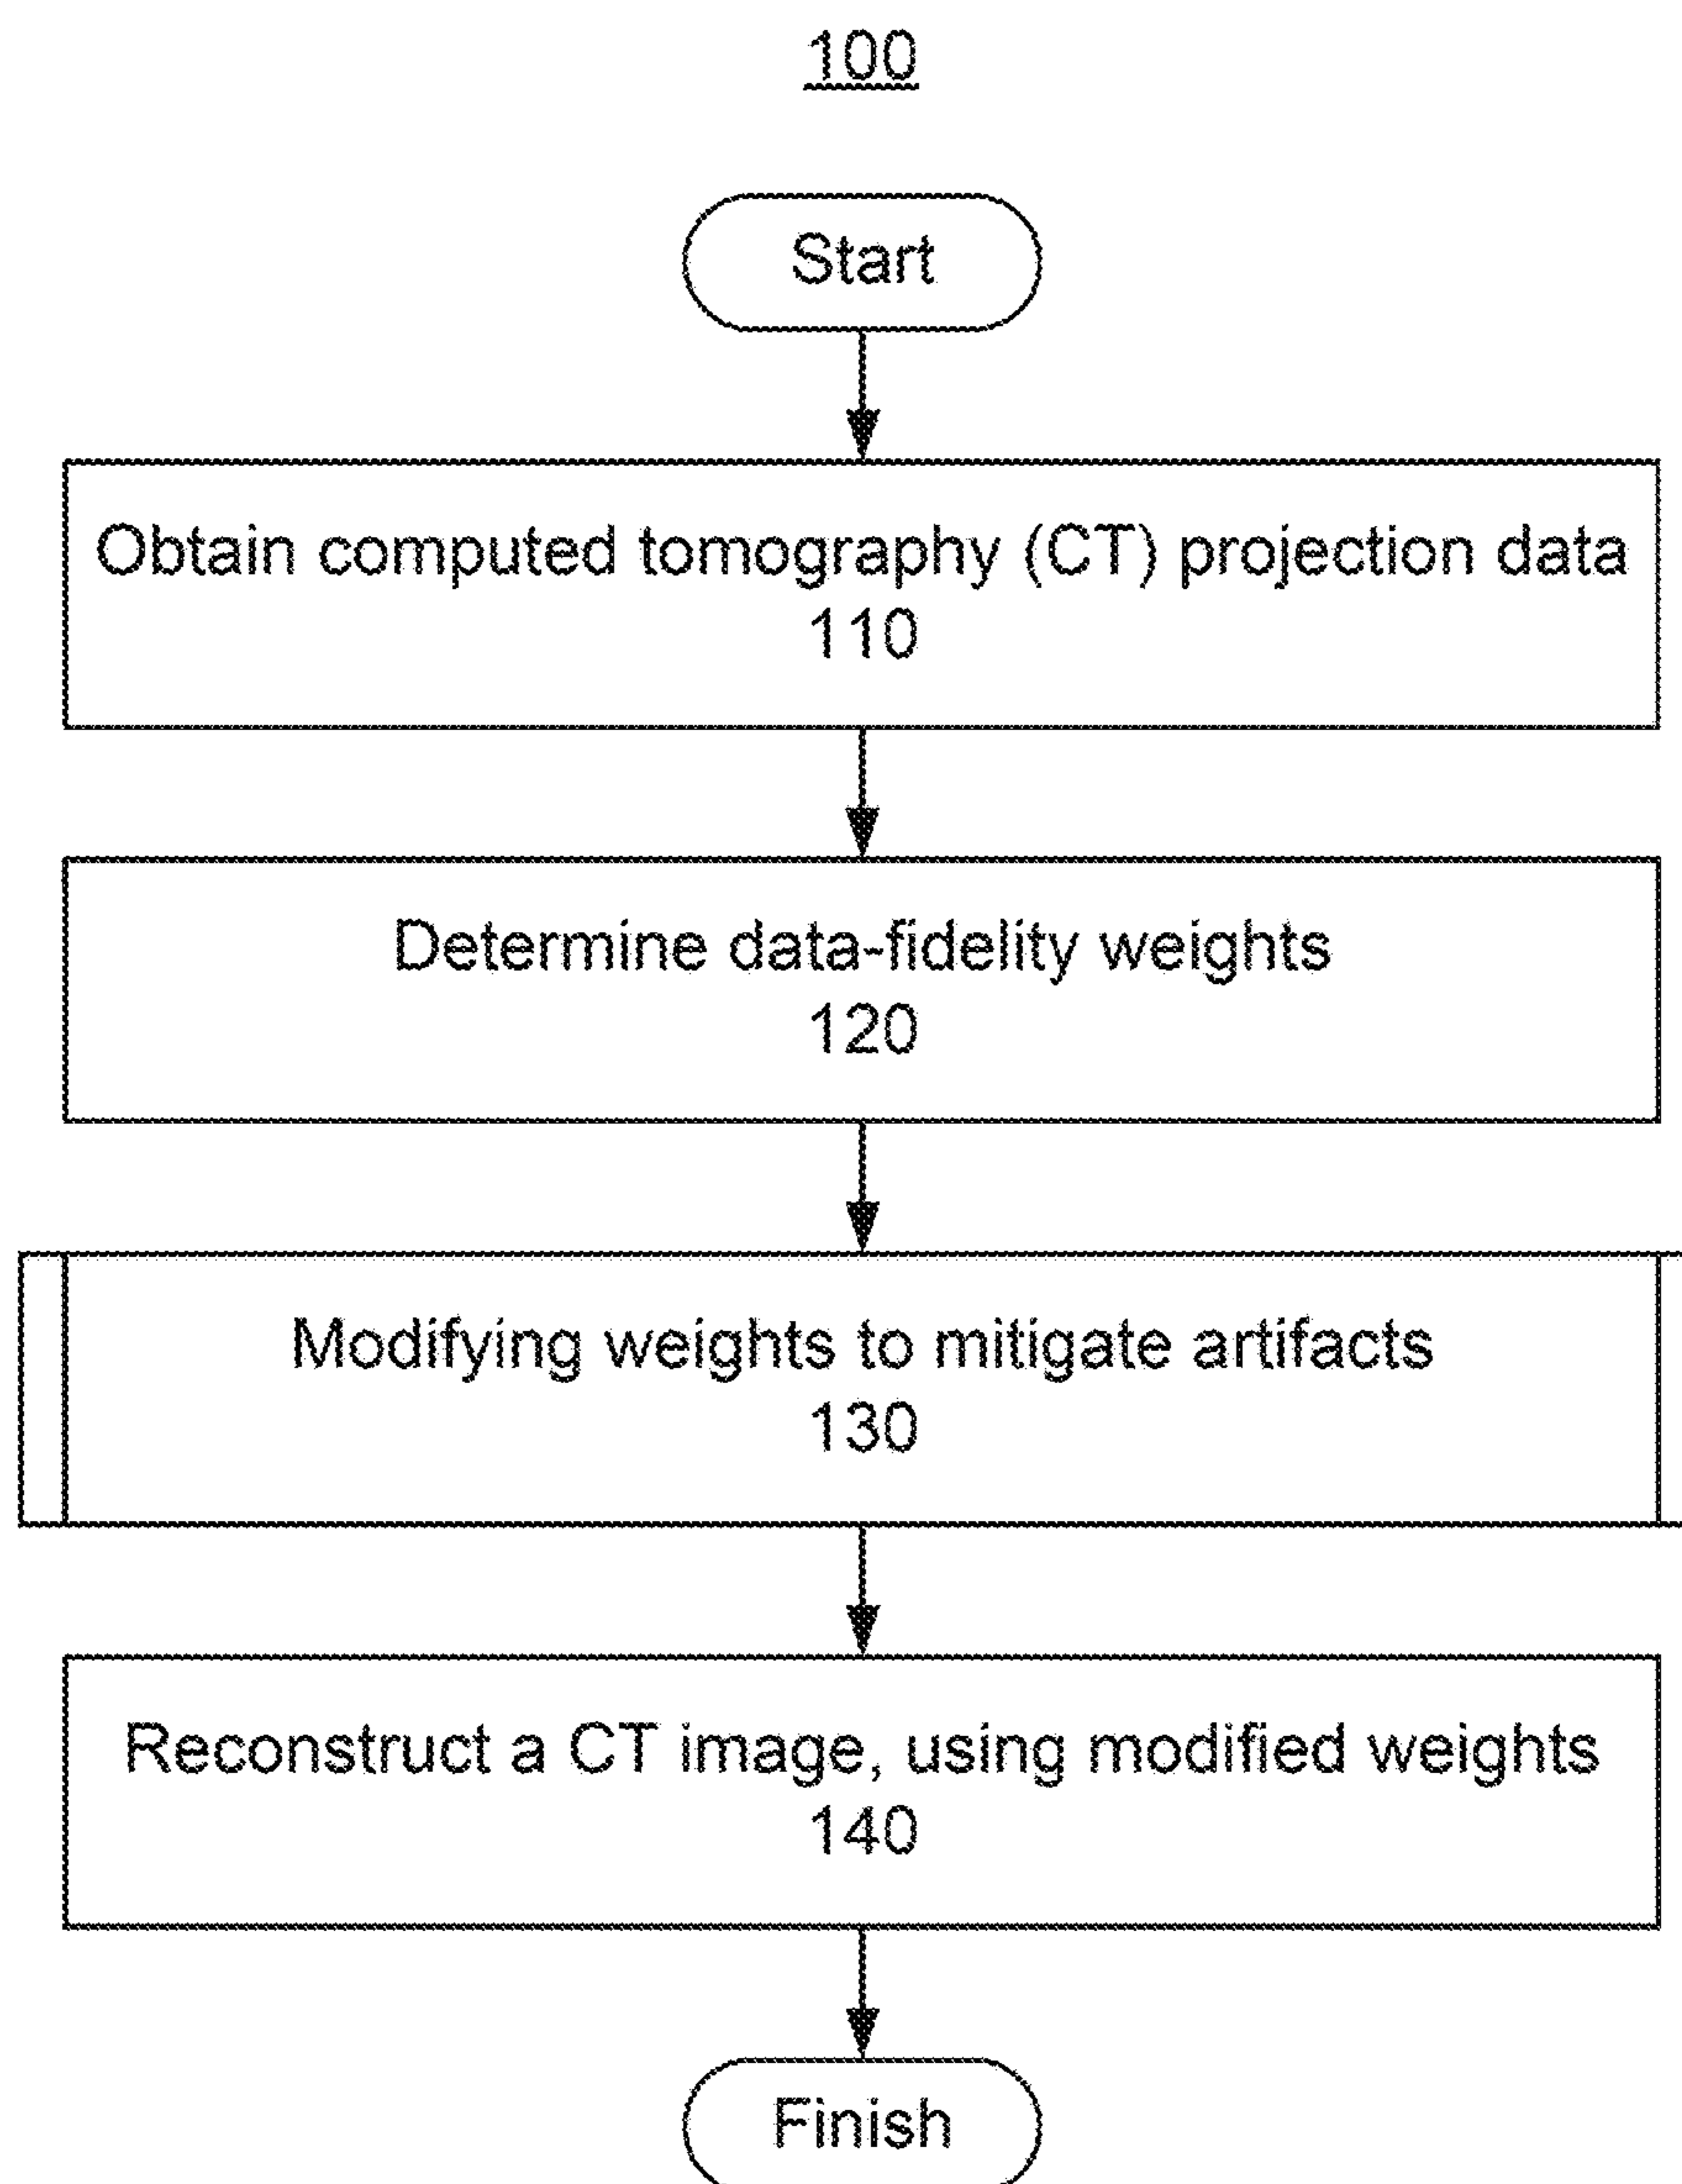 100
Start
Obtain computed tomography (CT) projection data
110
Determine data-fidelity weights
120
Modifying weights to mitigate artifacts
130
Reconstruct a CT image, using modified weights
140
Finish